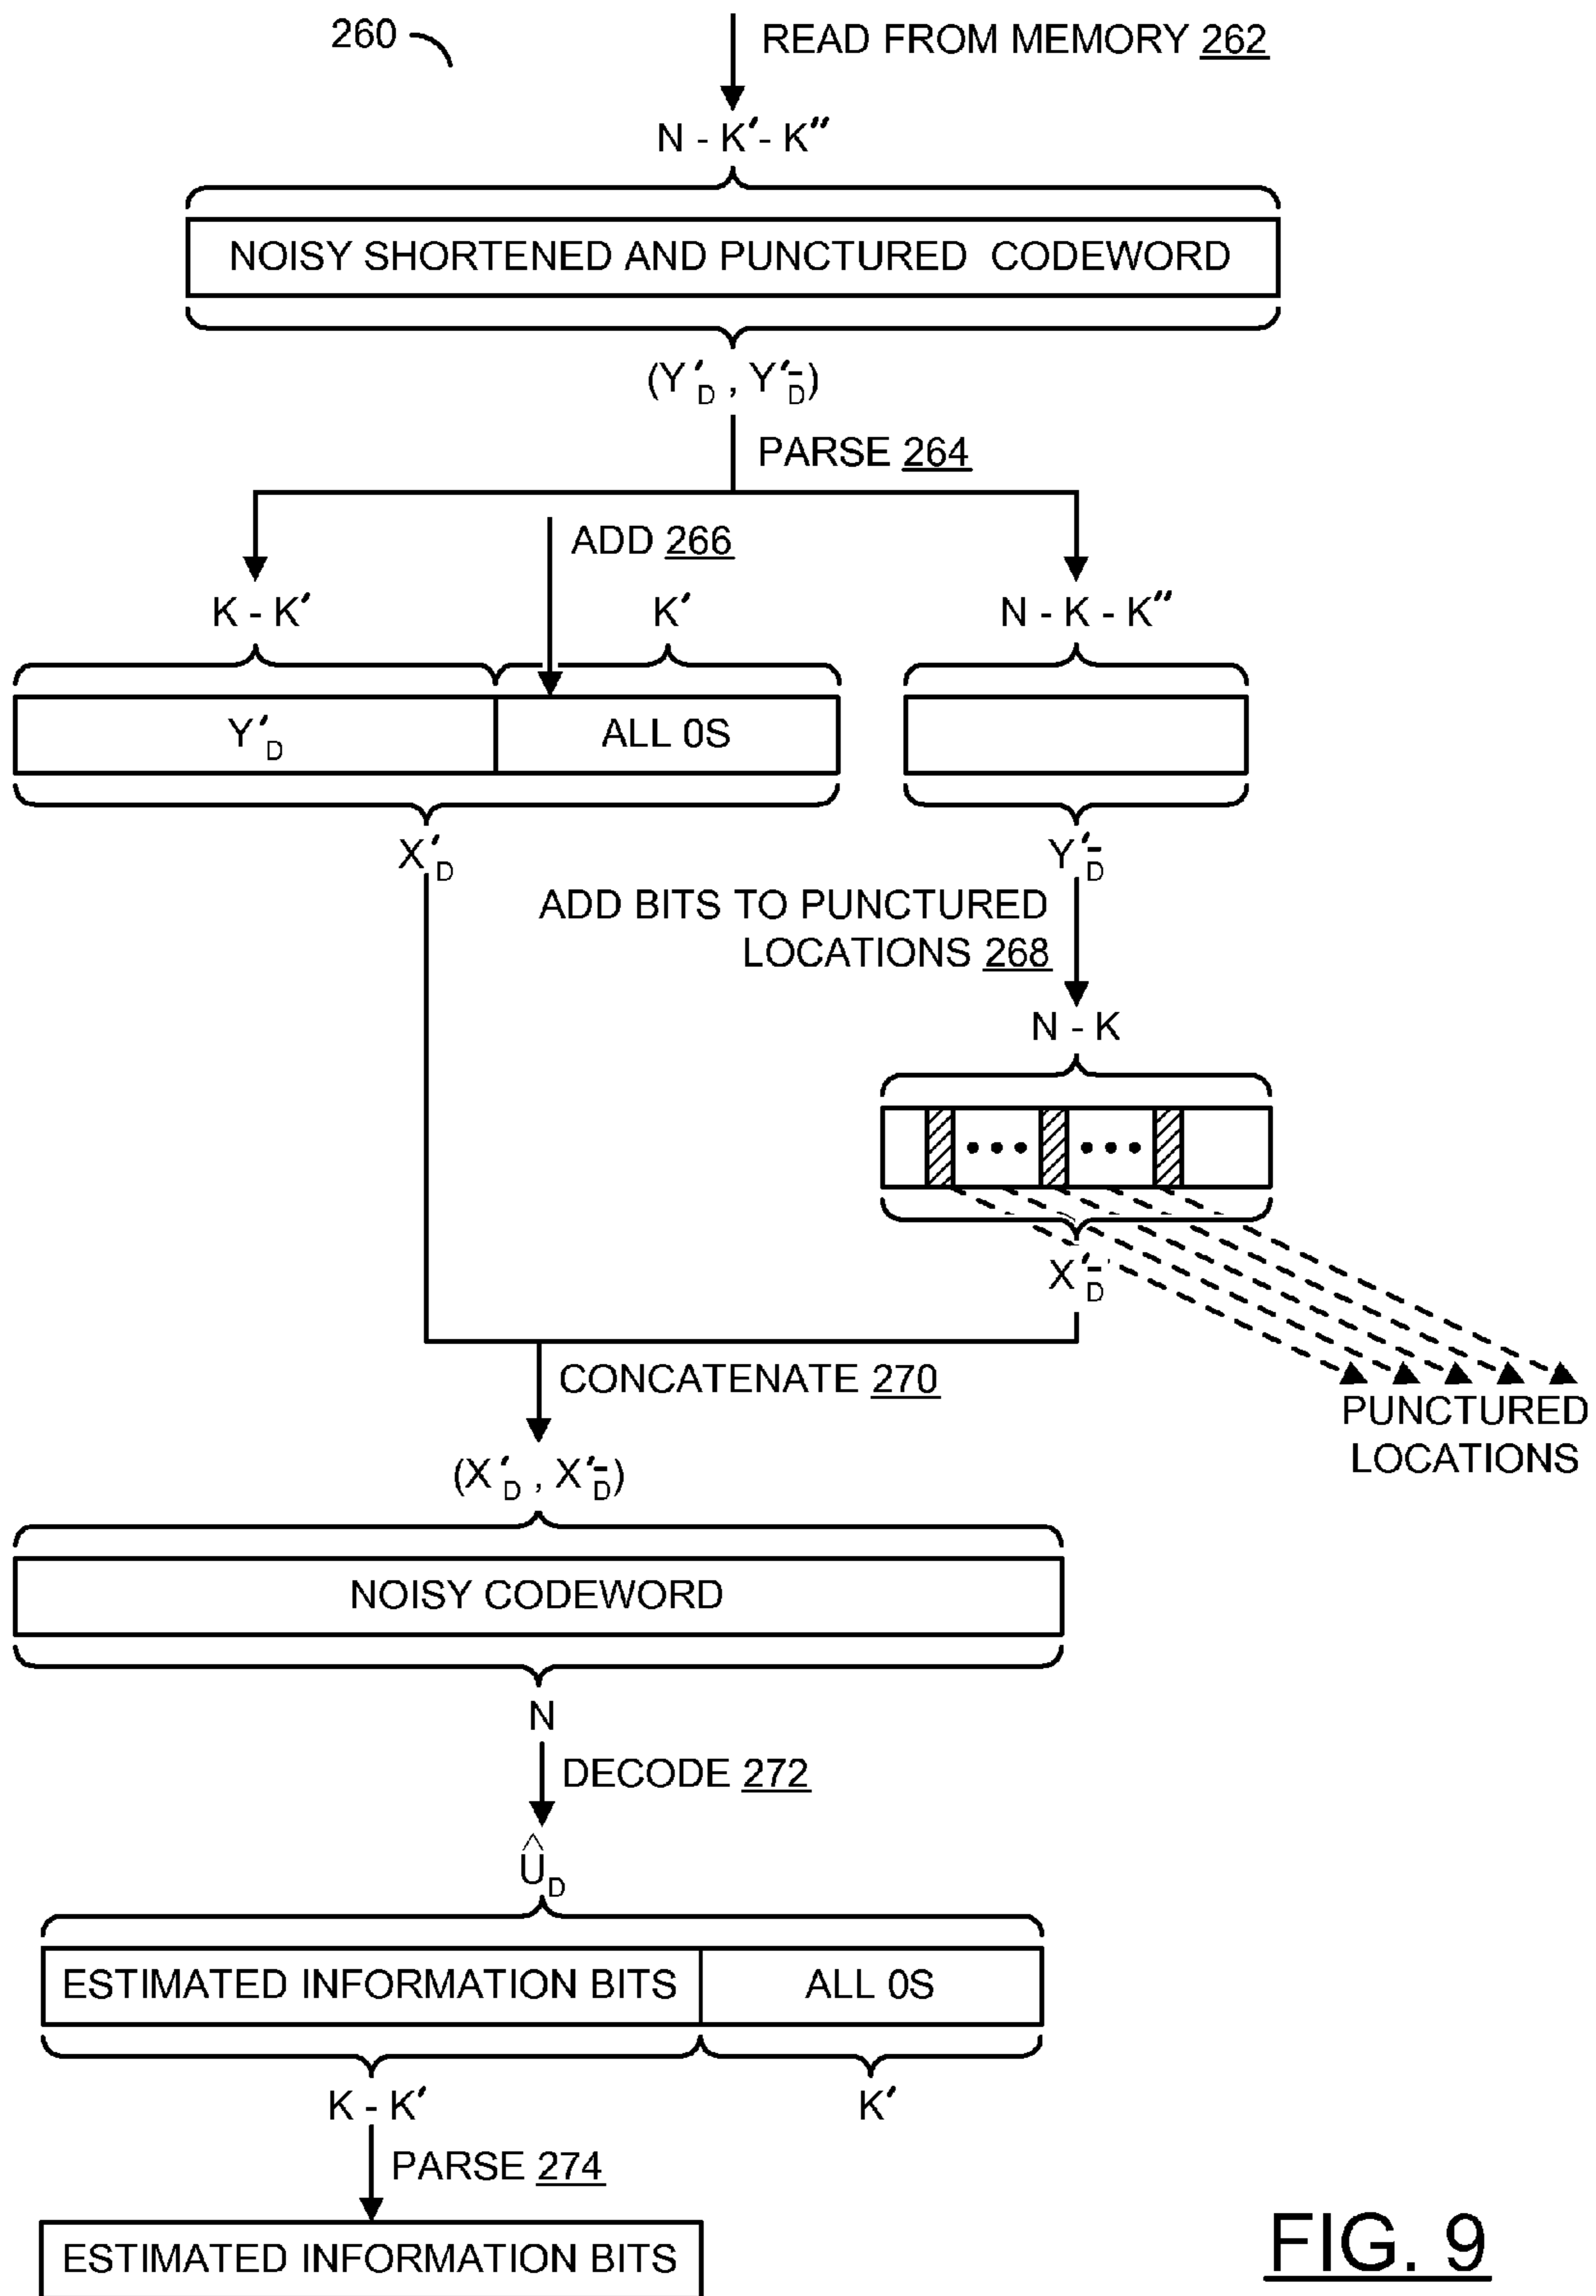 260
READ FROM MEMORY 262
N - K′ - K″
NOISY SHORTENED AND PUNCTURED CODEWORD
(Y′D , Y′D̄)
PARSE 264
ADD 266
K - K′
K′
N - K - K″
Y′D
ALL 0S
X′D
Y′D̄
ADD BITS TO PUNCTURED
LOCATIONS 268
N - K
X′D̄
CONCATENATE 270
PUNCTURED
LOCATIONS
(X′D , X′D̄)
NOISY CODEWORD
N
DECODE 272
ÛD
ESTIMATED INFORMATION BITS
ALL 0S
K - K′
K′
PARSE 274
ESTIMATED INFORMATION BITS
FIG. 9